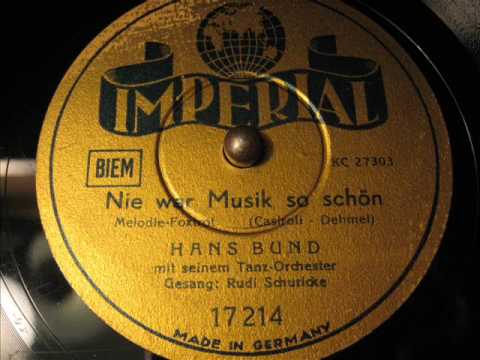 IMPERIAL
BIEM
KC 27303
Nie war Musik so schön
Melodie-Foxtrot (Castroli - Dehmel)
HANS BUND
mit seinem Tanz-Orchester
Gesang: Rudi Schuricke
17214
MADE IN GERMANY